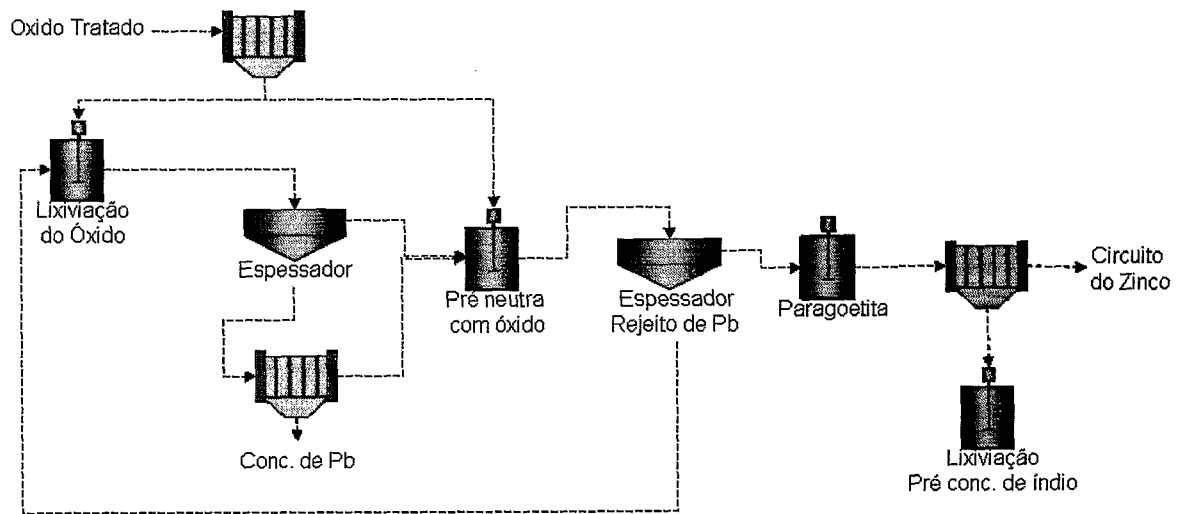 Oxido Tratado
Lixiviação
do Óxido
Espessador
Conc. de Pb
Pré neutra
com óxido
Espessador
Rejeito de Pb
Paragoetita
Circuito
do Zinco
Lixiviação
Pré conc. de índio